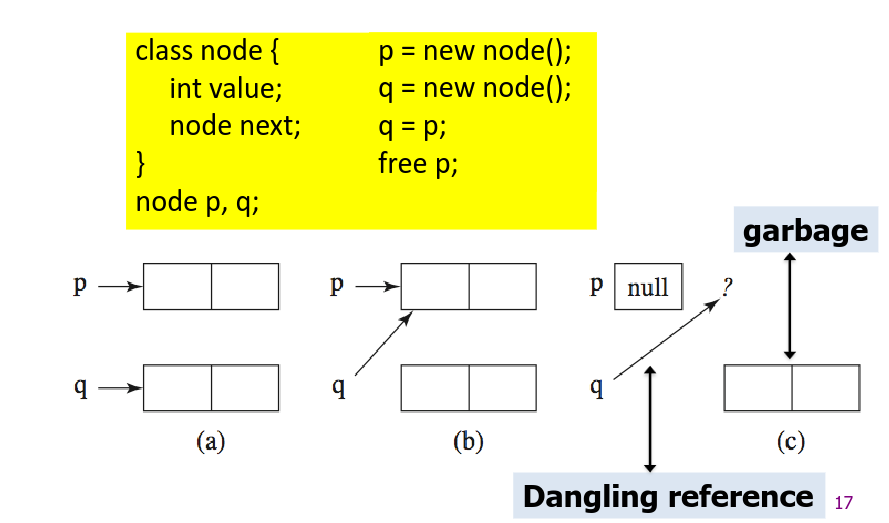 class node {
int value;
node next;
}
node p, q;
p = new node();
q = new node();
q = p;
free p;
garbage
p
p
p null ?
q
q
q
(a)
(b)
(c)
Dangling reference
17